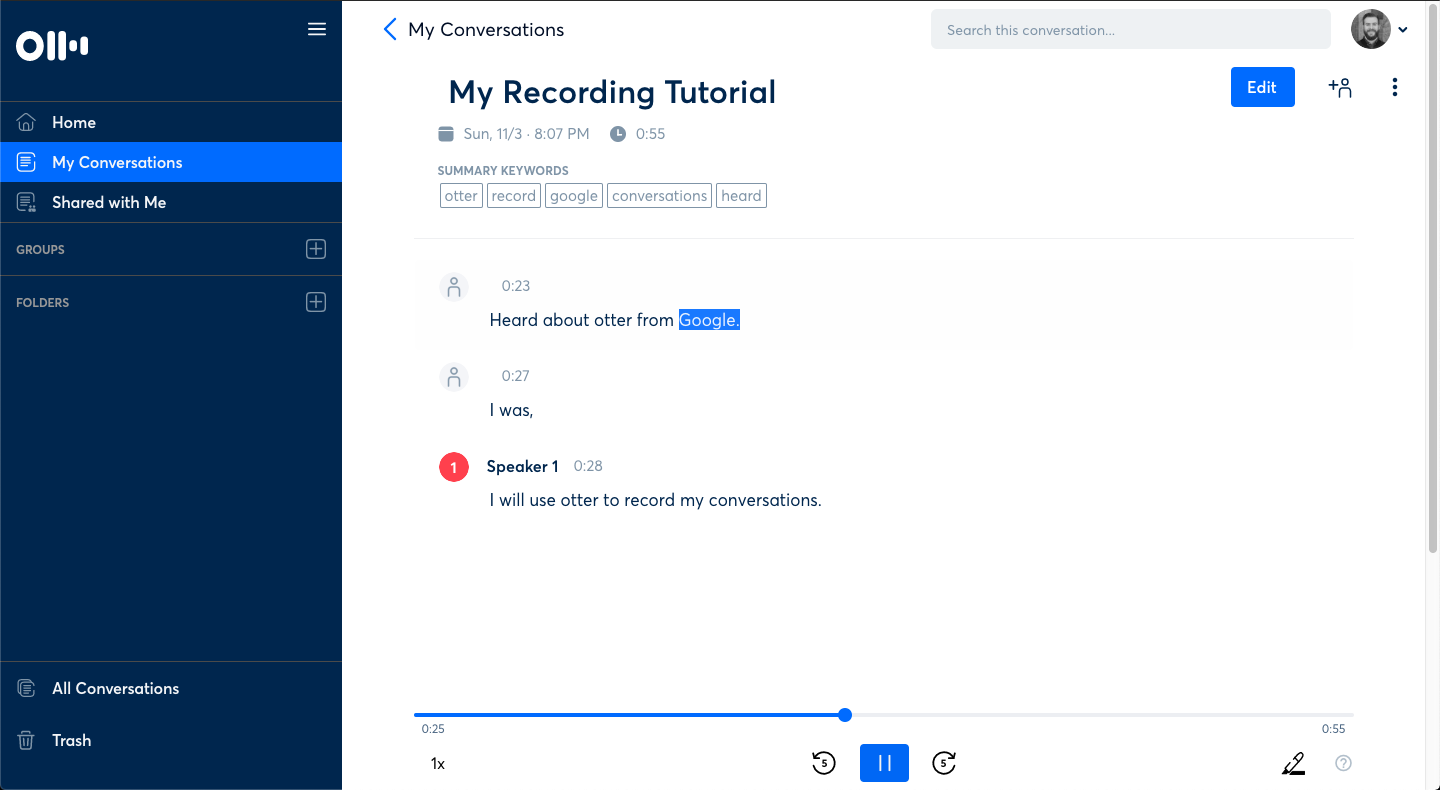 Home
My Conversations
Shared with Me
GROUPS
FOLDERS
All Conversations
Trash
My Conversations
Search this conversation...
My Recording Tutorial
Edit
Sun, 11/3 · 8:07 PM 0:55
SUMMARY KEYWORDS
otter record google conversations heard
0:23
Heard about otter from Google.
0:27
I was,
1 Speaker 1 0:28
I will use otter to record my conversations.
0:25 0:55
1x 5 5 ?